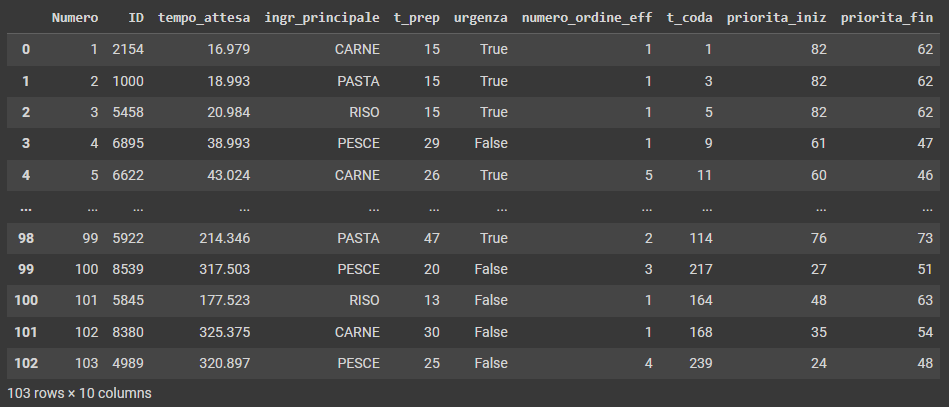 Numero ID tempo_attesa ingr_principale t_prep urgenza numero_ordine_eff t_coda priorita_iniz priorita_fin
0 1 2154 16.979 CARNE 15 True 1 1 82 62
1 2 1000 18.993 PASTA 15 True 1 3 82 62
2 3 5458 20.984 RISO 15 True 1 5 82 62
3 4 6895 38.993 PESCE 29 False 1 9 61 47
4 5 6622 43.024 CARNE 26 True 5 11 60 46
... ... ... ... ... ... ... ... ... ... ...
98 99 5922 214.346 PASTA 47 True 2 114 76 73
99 100 8539 317.503 PESCE 20 False 3 217 27 51
100 101 5845 177.523 RISO 13 False 1 164 48 63
101 102 8380 325.375 CARNE 30 False 1 168 35 54
102 103 4989 320.897 PESCE 25 False 4 239 24 48
103 rows × 10 columns